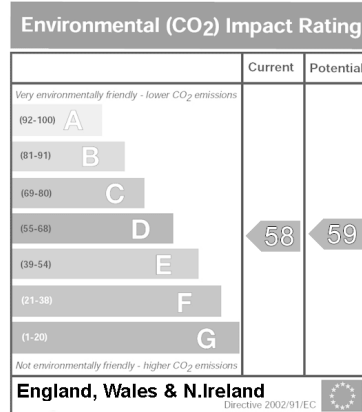 Environmental (CO2) Impact Rating
Current Potential
Very environmentally friendly - lower CO2 emissions
(92-100) A
(81-91) B
(69-80) C
(55-68) D
58 59
(39-54) E
(21-38) F
(1-20) G
Not environmentally friendly - higher CO2 emissions
England, Wales & N.Ireland
Directive 2002/91/EC